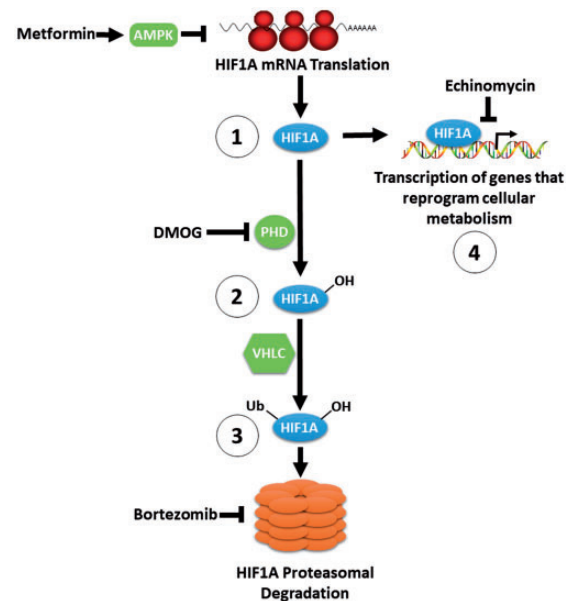 Metformin
AMPK
AAAAAA
HIF1A mRNA Translation
Echinomycin
1
HIF1A
HIF1A
Transcription of genes that
reprogram cellular
metabolism
4
DMOG
PHD
2
HIF1A
OH
VHLC
Ub
OH
3
HIF1A
Bortezomib
HIF1A Proteasomal
Degradation